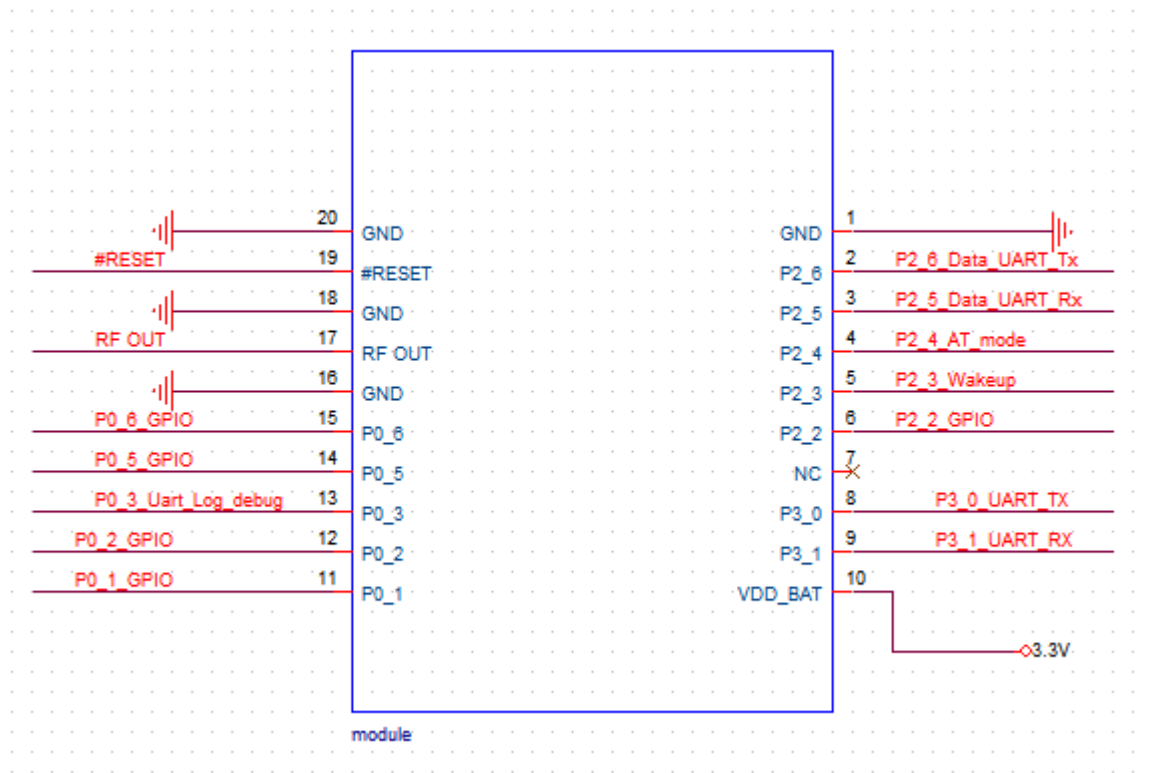 20 GND GND 1
#RESET 19 #RESET P2_6 2 P2_6_Data_UART_Tx
18 GND P2_5 3 P2_5_Data_UART_Rx
RF OUT 17 RF OUT P2_4 4 P2_4_AT_mode
16 GND P2_3 5 P2_3_Wakeup
P0_6_GPIO 15 P0_6 P2_2 6 P2_2_GPIO
P0_5_GPIO 14 P0_5 NC 7
P0_3_Uart_Log_debug 13 P0_3 P3_0 8 P3_0_UART_TX
P0_2_GPIO 12 P0_2 P3_1 9 P3_1_UART_RX
P0_1_GPIO 11 P0_1 VDD_BAT 10
3.3V
module